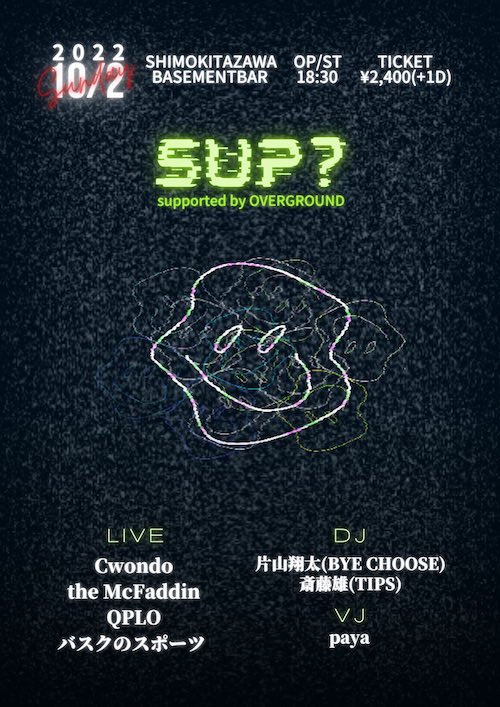 2022
10/2
Sunday
SHIMOKITAZAWA
BASEMENTBAR
OP/ST
18:30
TICKET
¥2,400(+1D)
SUP?
supported by OVERGROUND
LIVE
Cwondo
the McFaddin
QPLO
バスクのスポーツ
DJ
片山翔太(BYE CHOOSE)
斎藤雄(TIPS)
VJ
paya